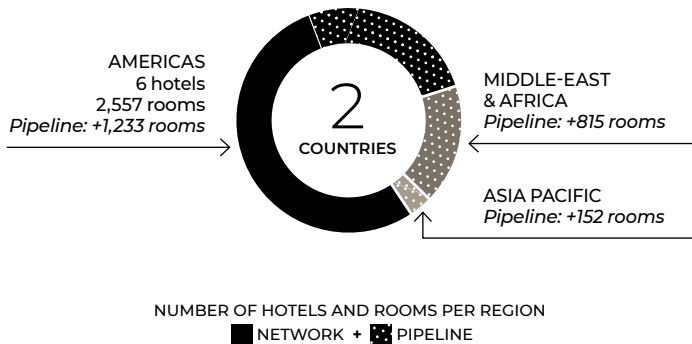 AMERICAS
6 hotels
2,557 rooms
Pipeline: +1,233 rooms
2
COUNTRIES
MIDDLE-EAST
& AFRICA
Pipeline: +815 rooms
ASIA PACIFIC
Pipeline: +152 rooms
NUMBER OF HOTELS AND ROOMS PER REGION
NETWORK + PIPELINE